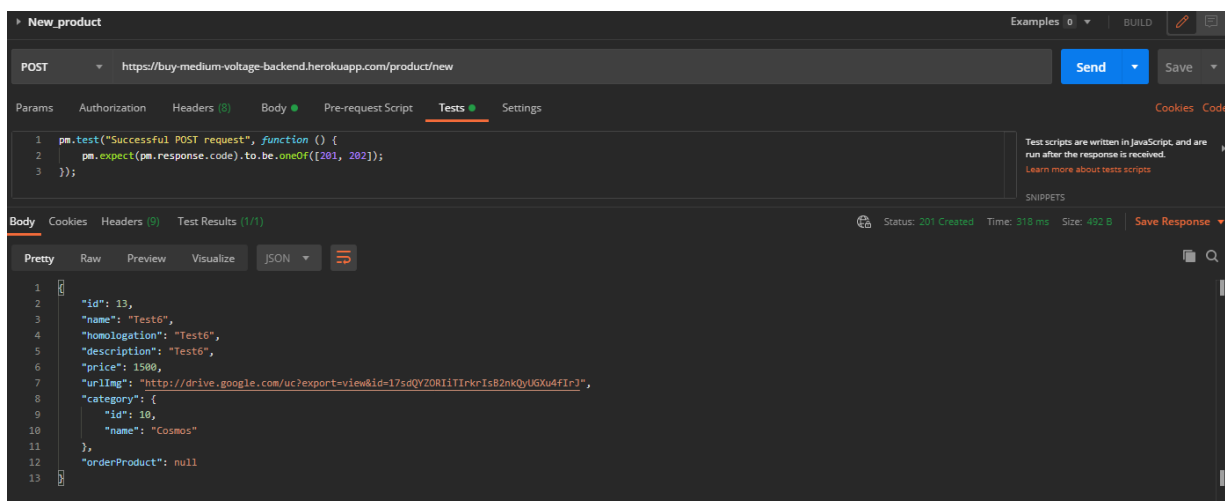 New_product Examples 0 BUILD
POST https://buy-medium-voltage-backend.herokuapp.com/product/new Send Save
Params Authorization Headers (8) Body Pre-request Script Tests Settings Cookies Code
1 pm.test("Successful POST request", function () {
2 pm.expect(pm.response.code).to.be.oneOf([201, 202]);
3 });
Test scripts are written in JavaScript, and are
run after the response is received.
Learn more about tests scripts
SNIPPETS
Body Cookies Headers (9) Test Results (1/1) Status: 201 Created Time: 318 ms Size: 492 B Save Response
Pretty Raw Preview Visualize JSON
1 {
2 "id": 13,
3 "name": "Test6",
4 "homologation": "Test6",
5 "description": "Test6",
6 "price": 1500,
7 "urlImg": "http://drive.google.com/uc?export=view&id=17sdQYZORIiTIrkrIsB2nkQyUGXu4fIrJ",
8 "category": {
9 "id": 10,
10 "name": "Cosmos"
11 },
12 "orderProduct": null
13 }